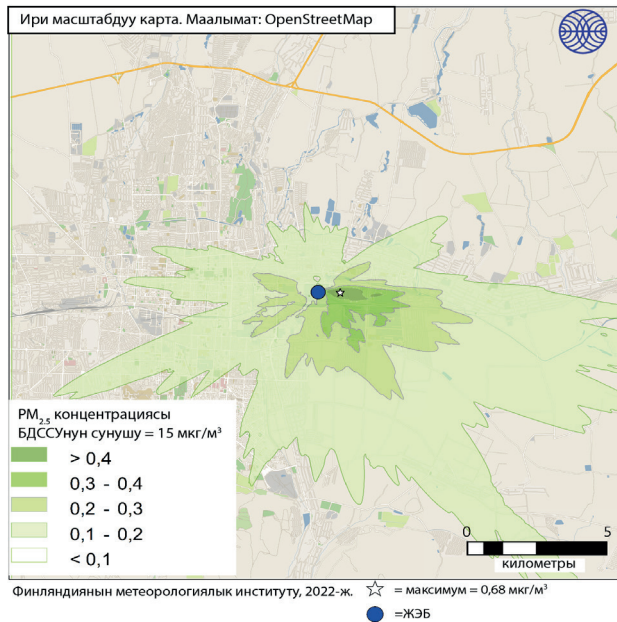 Ири масштабдуу карта. Маалымат: OpenStreetMap
PM2.5 концентрациясы
БДССУнун сунушу = 15 мкг/м³
> 0,4
0,3 - 0,4
0,2 - 0,3
0,1 - 0,2
< 0,1
0 5
километры
Финляндиянын метеорологиялык институту, 2022-ж. = максимум = 0,68 мкг/м³
=ЖЭБ